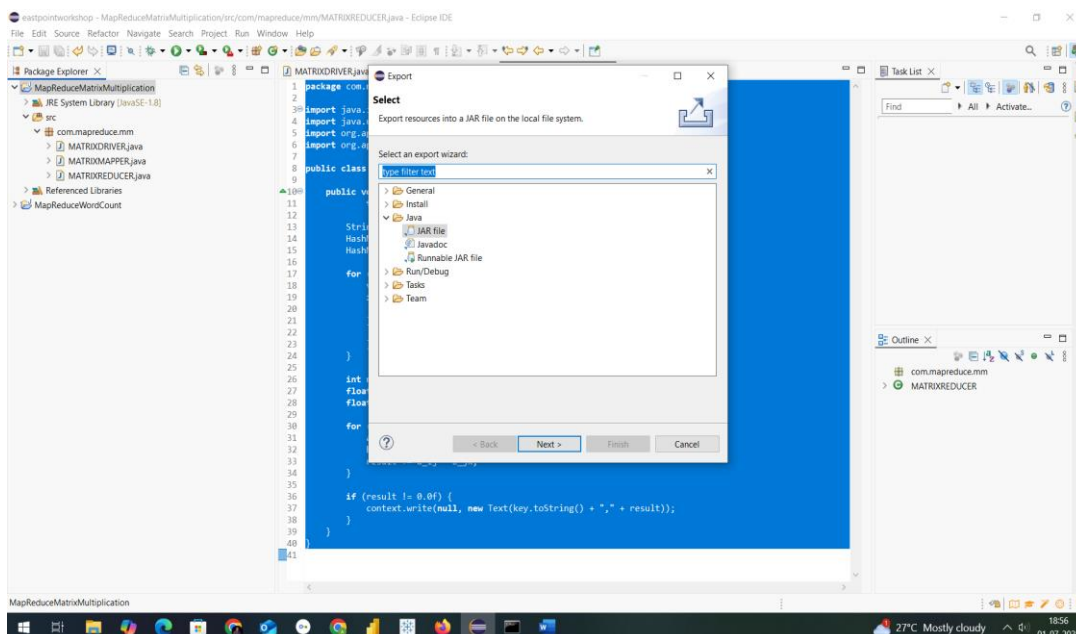 eastpointworkshop - MapReduceMatrixMultiplication/src/com/mapreduce/mm/MATRIXREDUCER.java - Eclipse IDE
File Edit Source Refactor Navigate Search Project Run Window Help
Package Explorer
MapReduceMatrixMultiplication
JRE System Library [JavaSE-1.8]
src
com.mapreduce.mm
MATRIXDRIVER.java
MATRIXMAPPER.java
MATRIXREDUCER.java
Referenced Libraries
MapReduceWordCount
MATRIXDRIVER.java
1 package com.
2
3 import java.
4 import java.
5 import org.a
6 import org.a
7
8 public class
9
10 public v
11
12
13 Stri
14 Hash
15 Hash
16
17 for
18
19
20
21
22
23
24 }
25
26 int
27 floa
28 floa
29
30 for
31
32
33
34 }
35
36 if (result != 0.0f) {
37 context.write(null, new Text(key.toString() + "," + result));
38 }
39 }
40 }
41
Export
Select
Export resources into a JAR file on the local file system.
Select an export wizard:
type filter text
General
Install
Java
JAR file
Javadoc
Runnable JAR file
Run/Debug
Tasks
Team
< Back Next > Finish Cancel
Task List
Find All Activate...
Outline
com.mapreduce.mm
MATRIXREDUCER
MapReduceMatrixMultiplication
27°C Mostly cloudy
18:56